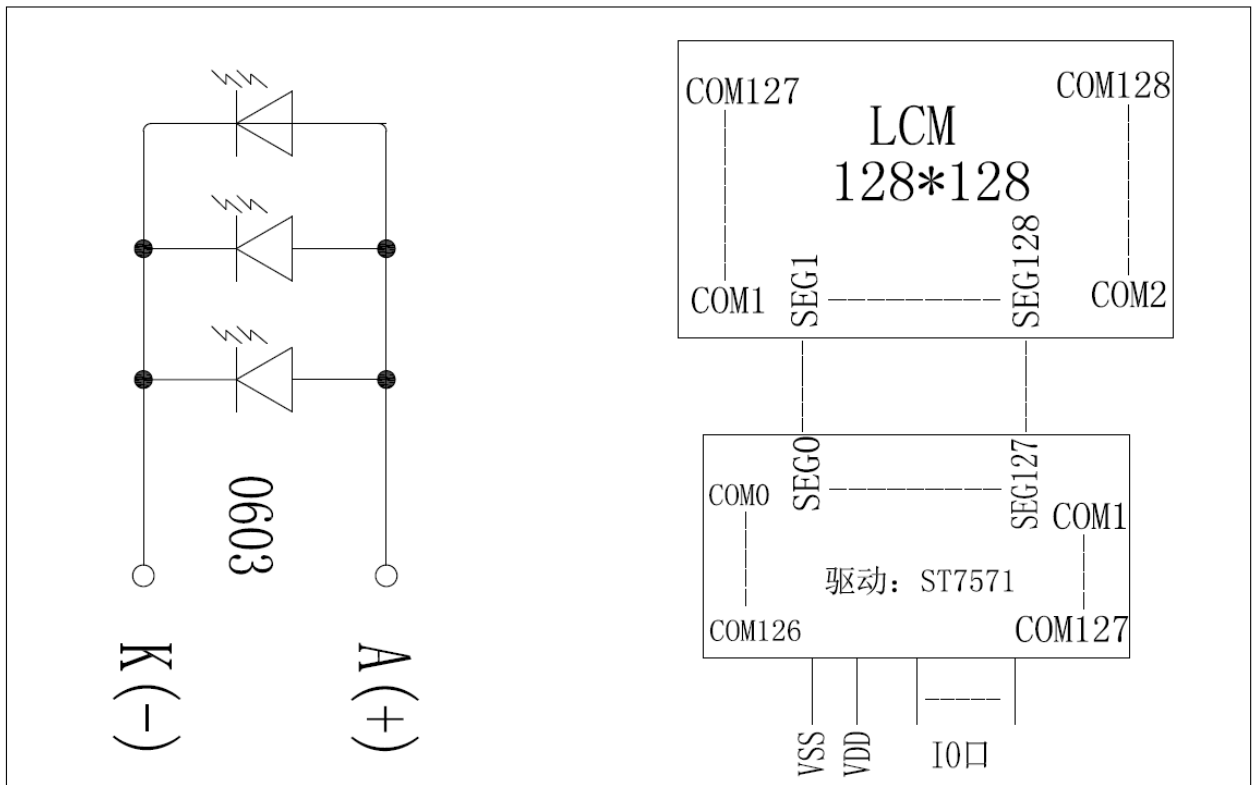 COM127
COM128
LCM
128*128
COM1
SEG1
SEG128
COM2
SEG0
SEG127
COM0
COM1
驱动：ST7571
COM126
COM127
VSS
VDD
IO口
0603
K(-)
A(+)